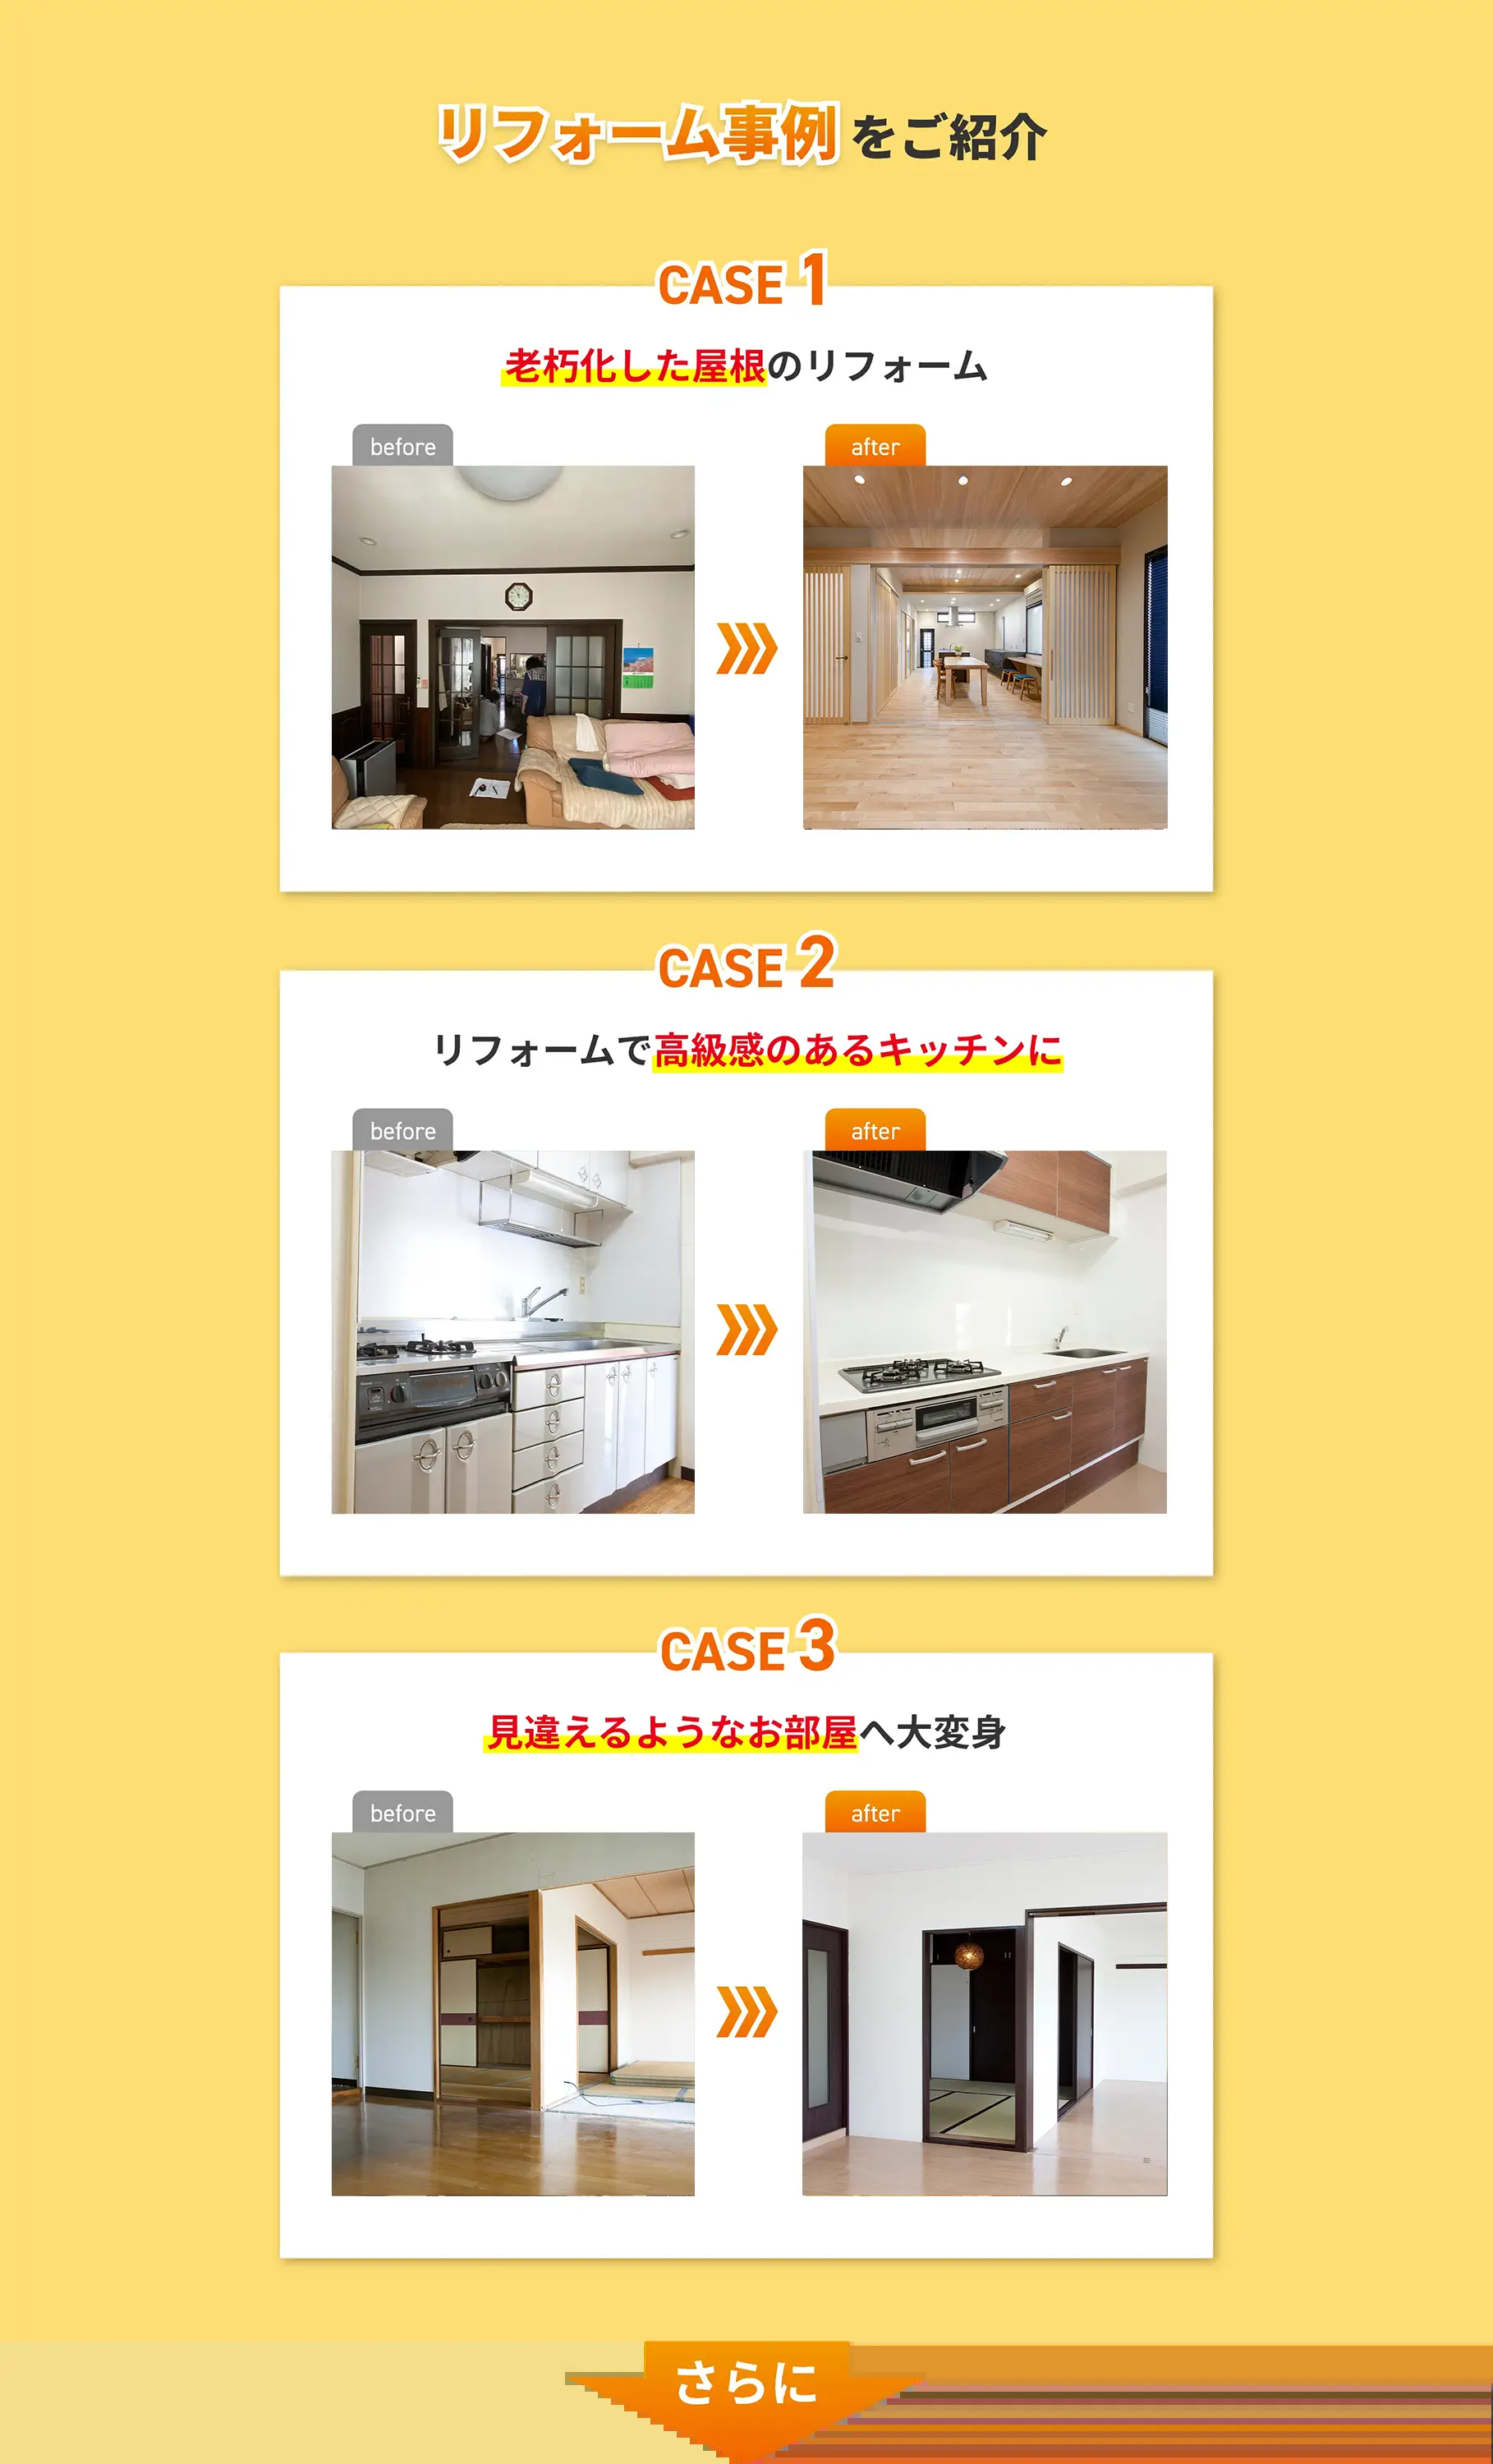 リフォーム事例をご紹介
CASE 1
老朽化した屋根のリフォーム
before
after
CASE 2
リフォームで高級感のあるキッチンに
before
after
CASE 3
見違えるようなお部屋へ大変身
before
after
さらに